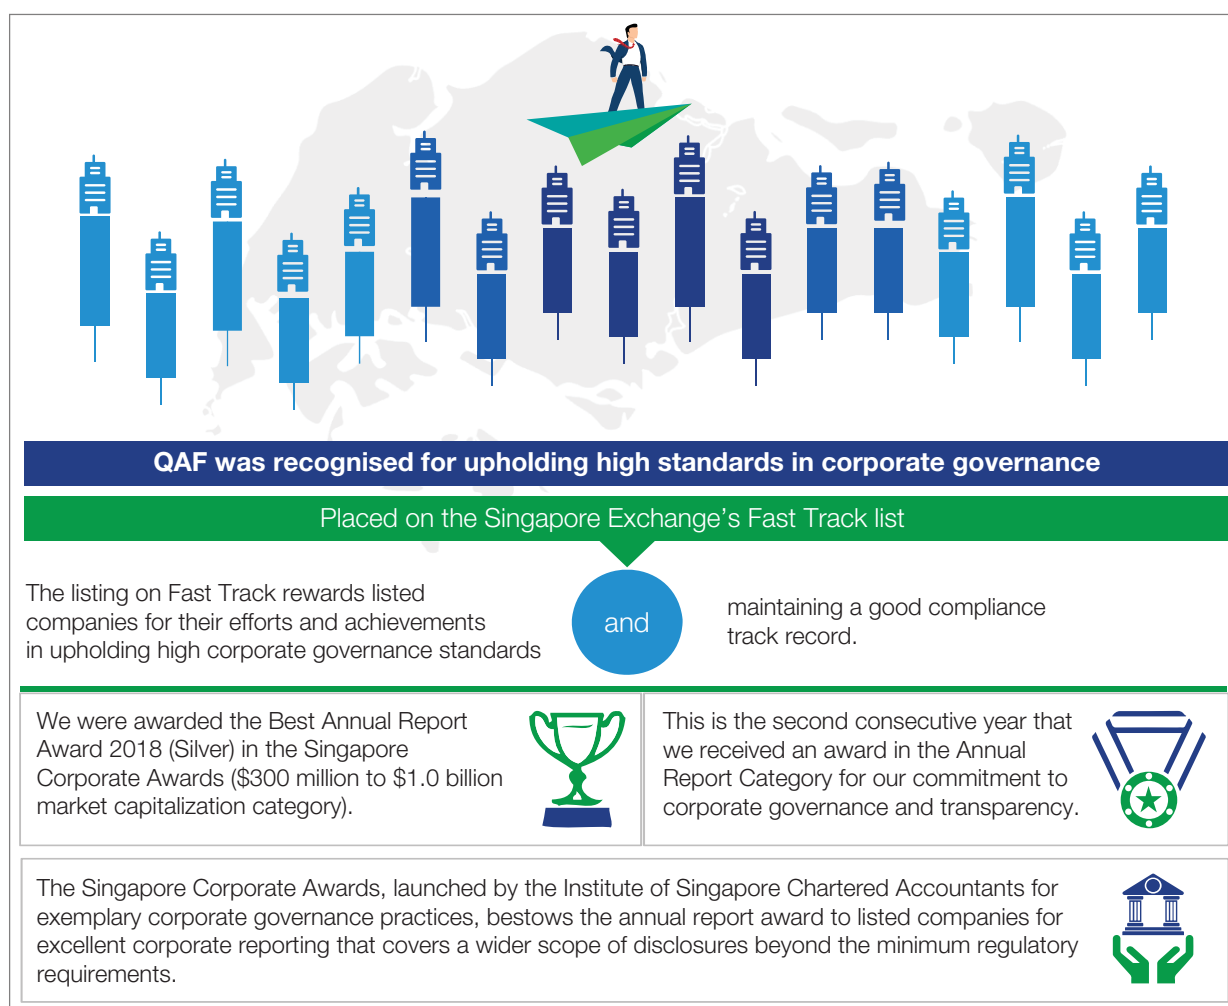 QAF was recognised for upholding high standards in corporate governance
Placed on the Singapore Exchange's Fast Track list
The listing on Fast Track rewards listed
companies for their efforts and achievements
in upholding high corporate governance standards
and
maintaining a good compliance
track record.
We were awarded the Best Annual Report
Award 2018 (Silver) in the Singapore
Corporate Awards ($300 million to $1.0 billion
market capitalization category).
This is the second consecutive year that
we received an award in the Annual
Report Category for our commitment to
corporate governance and transparency.
The Singapore Corporate Awards, launched by the Institute of Singapore Chartered Accountants for
exemplary corporate governance practices, bestows the annual report award to listed companies for
excellent corporate reporting that covers a wider scope of disclosures beyond the minimum regulatory
requirements.